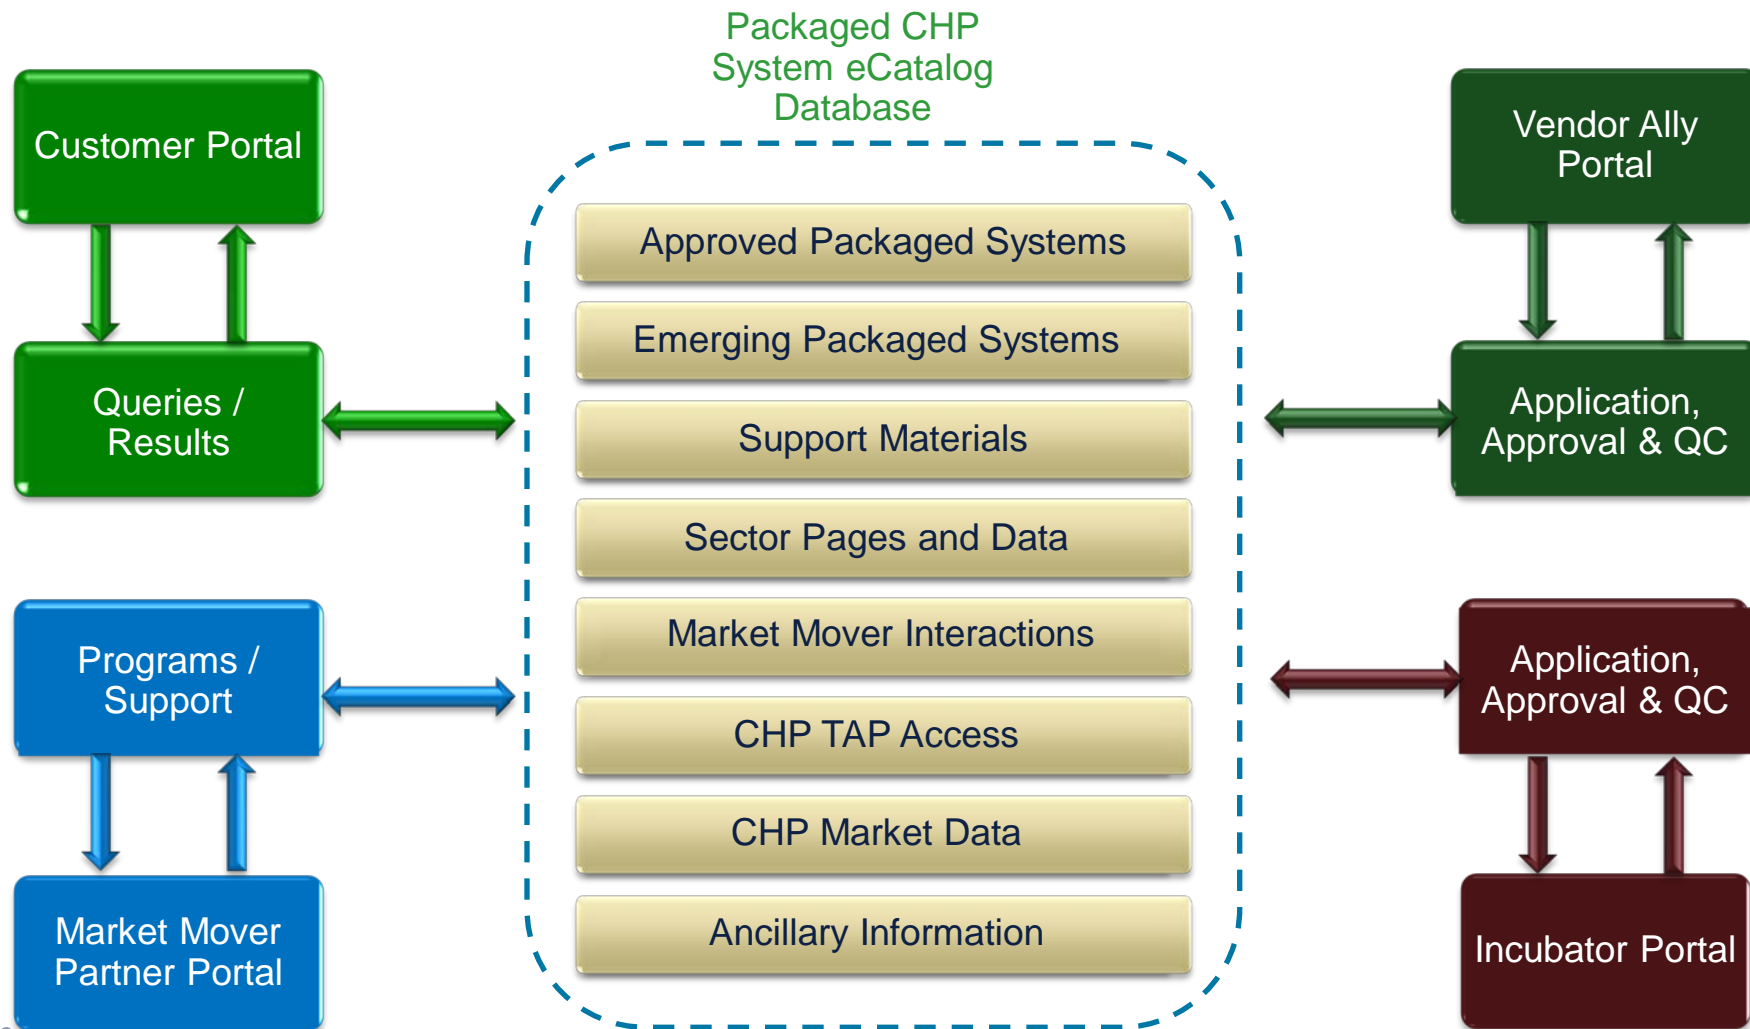 Packaged CHP
System eCatalog
Database
Customer Portal
Queries /
Results
Programs /
Support
Market Mover
Partner Portal
Approved Packaged Systems
Emerging Packaged Systems
Support Materials
Sector Pages and Data
Market Mover Interactions
CHP TAP Access
CHP Market Data
Ancillary Information
Vendor Ally
Portal
Application,
Approval & QC
Application,
Approval & QC
Incubator Portal